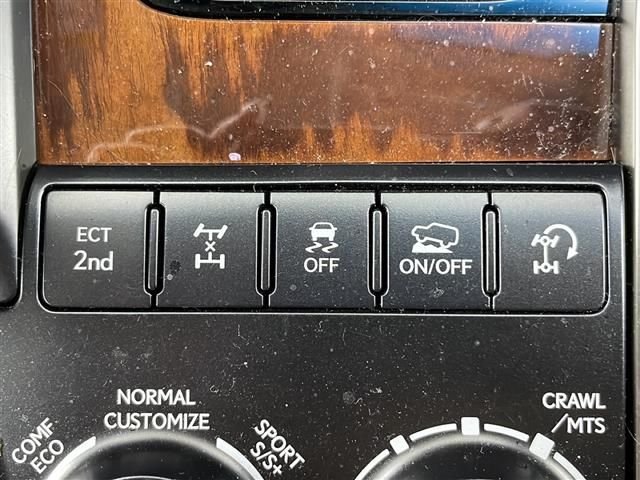 ECT
2nd
OFF
ON/OFF
NORMAL
CUSTOMIZE
COMF
ECO
SPORT
S/S+
CRAWL
/MTS